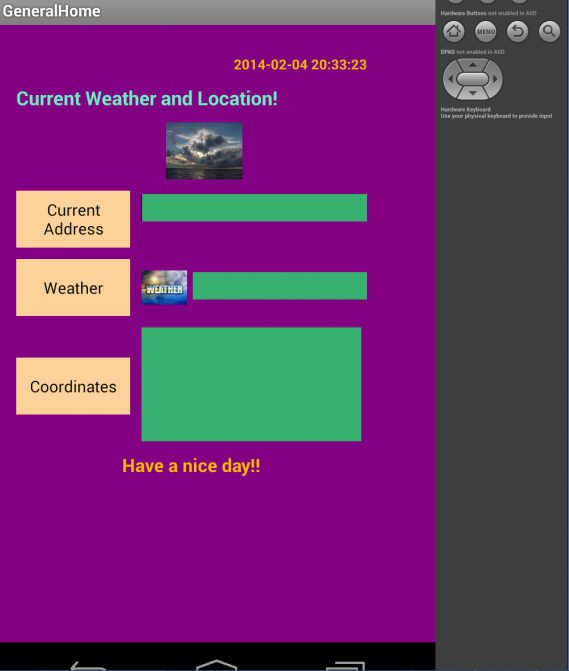 GeneralHome
2014-02-04 20:33:23
Current Weather and Location!
Current
Address
Weather
WEATHER
Coordinates
Have a nice day!!
Hardware Buttons not enabled in AVD
MENU
DPAD not enabled in AVD
Hardware Keyboard
Use your physical keyboard to provide input